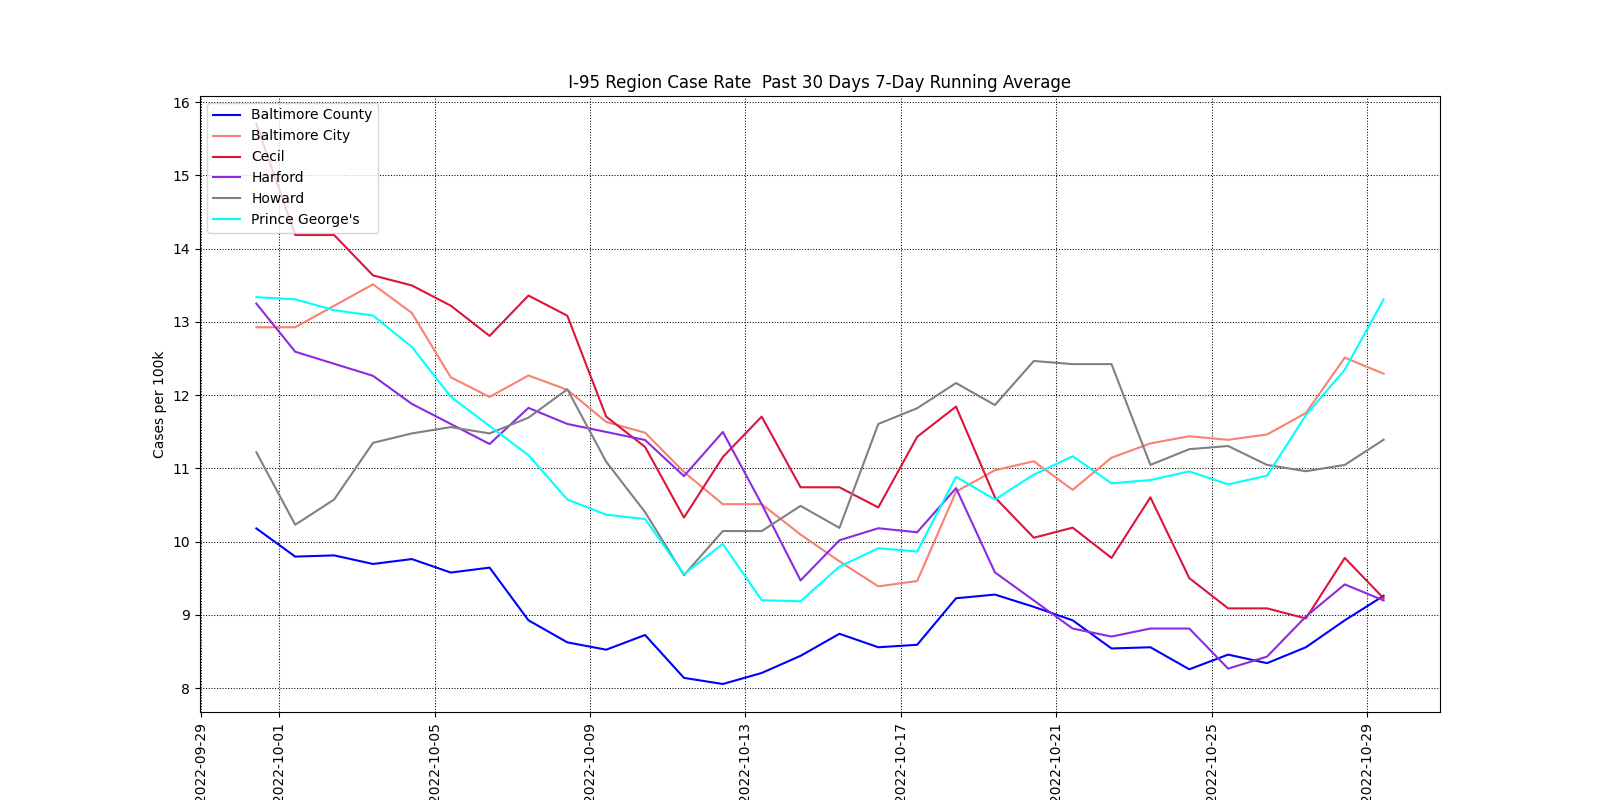 I-95 Region Case Rate  Past 30 Days 7-Day Running Average
Cases per 100k
16
15
14
13
12
11
10
9
8
Baltimore County
Baltimore City
Cecil
Harford
Howard
Prince George's
2022-09-29
2022-10-01
2022-10-05
2022-10-09
2022-10-13
2022-10-17
2022-10-21
2022-10-25
2022-10-29